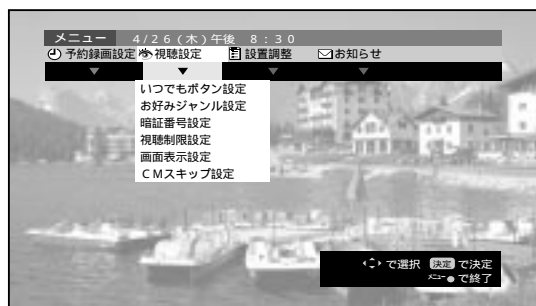 メニュー 4/26(木)午後 8:30
予約録画設定 視聴設定 設置調整 お知らせ
いつでもボタン設定
お好みジャンル設定
暗証番号設定
視聴制限設定
画面表示設定
CMスキップ設定
で選択 決定 で決定
メニュー で終了